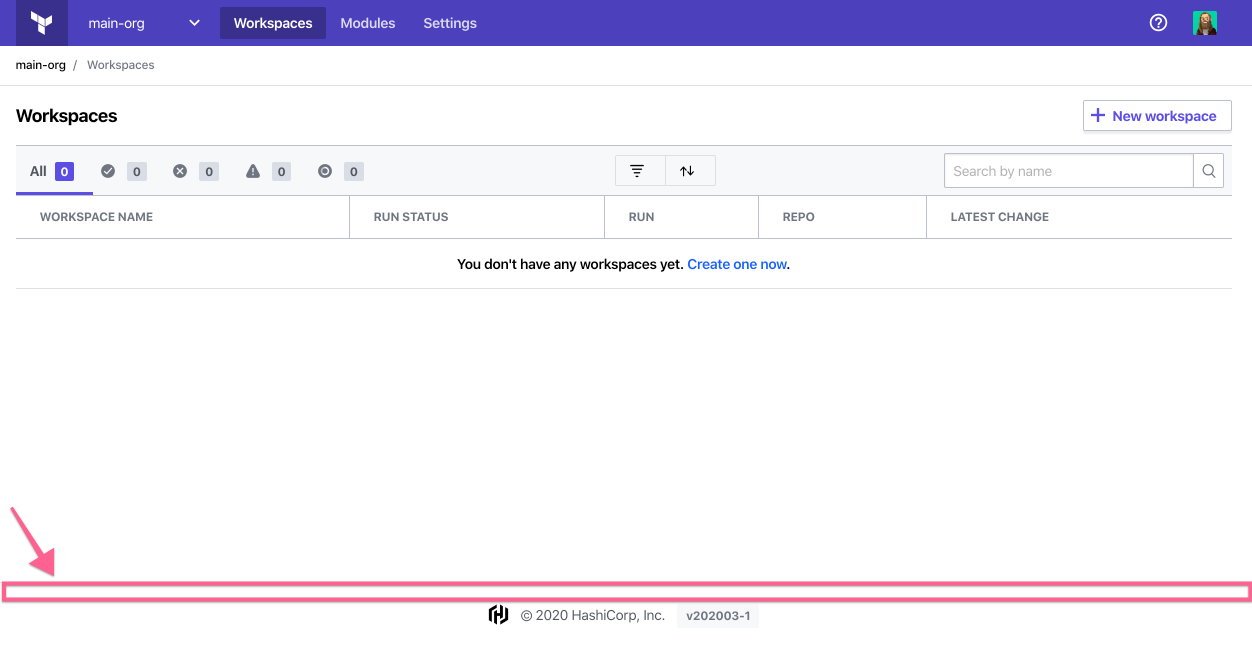 main-org Workspaces Modules Settings
main-org / Workspaces
Workspaces
New workspace
All 0 0 0 0 0 Search by name
WORKSPACE NAME RUN STATUS RUN REPO LATEST CHANGE
You don't have any workspaces yet. Create one now.
© 2020 HashiCorp, Inc. v202003-1